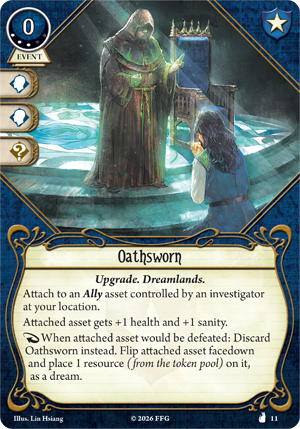 0
EVENT
Oathsworn
Upgrade. Dreamlands.
Attach to an Ally asset controlled by an investigator
at your location.
Attached asset gets +1 health and +1 sanity.
When attached asset would be defeated: Discard
Oathsworn instead. Flip attached asset facedown
and place 1 resource (from the token pool) on it,
as a dream.
Illus. Lin Hsiang
© 2026 FFG
11